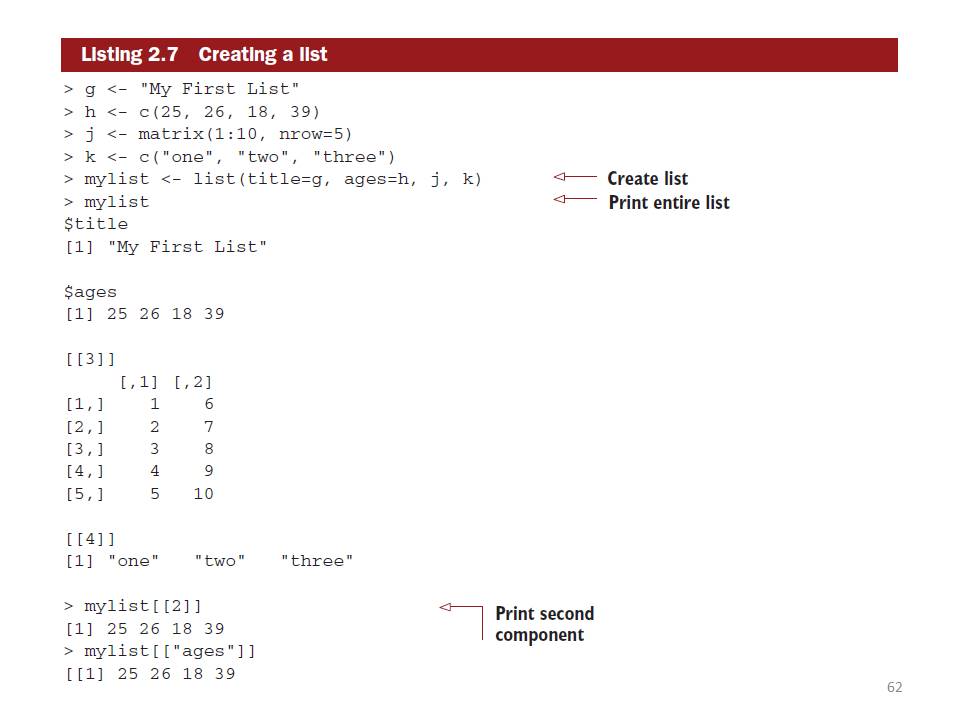 Listing 2.7 Creating a list
> g <- "My First List"
> h <- c(25, 26, 18, 39)
> j <- matrix(1:10, nrow=5)
> k <- c("one", "two", "three")
> mylist <- list(title=g, ages=h, j, k)
Create list
> mylist
Print entire list
$title
[1] "My First List"
$ages
[1] 25 26 18 39
[[3]]
[,1] [,2]
[1,] 1 6
[2,] 2 7
[3,] 3 8
[4,] 4 9
[5,] 5 10
[[4]]
[1] "one" "two" "three"
> mylist[[2]]
Print second
component
[1] 25 26 18 39
> mylist[["ages"]]
[[1] 25 26 18 39
62